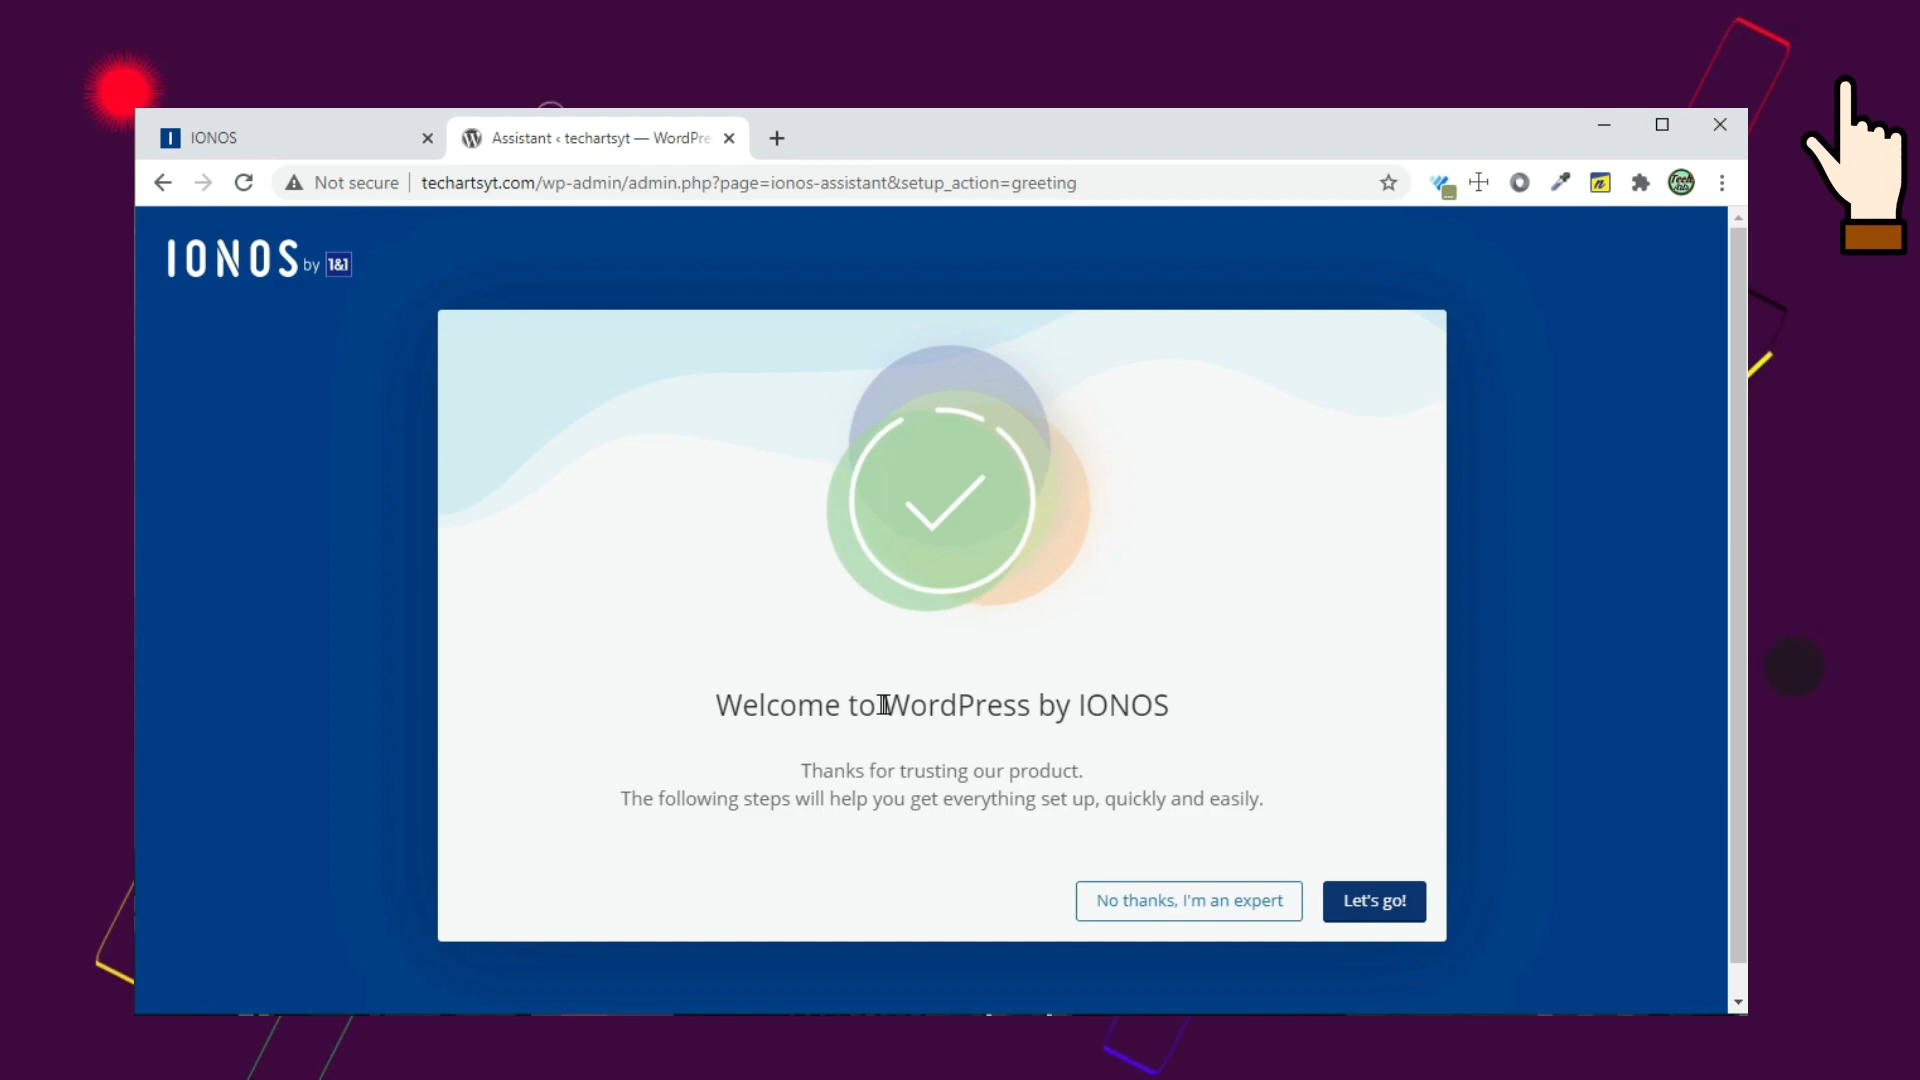 IONOS
Assistant ‹ techartsyt — WordPre
Not secure
techartsyt.com/wp-admin/admin.php?page=ionos-assistant&setup_action=greeting
IONOS by 1&1
Welcome to WordPress by IONOS
Thanks for trusting our product.
The following steps will help you get everything set up, quickly and easily.
No thanks, I'm an expert
Let's go!